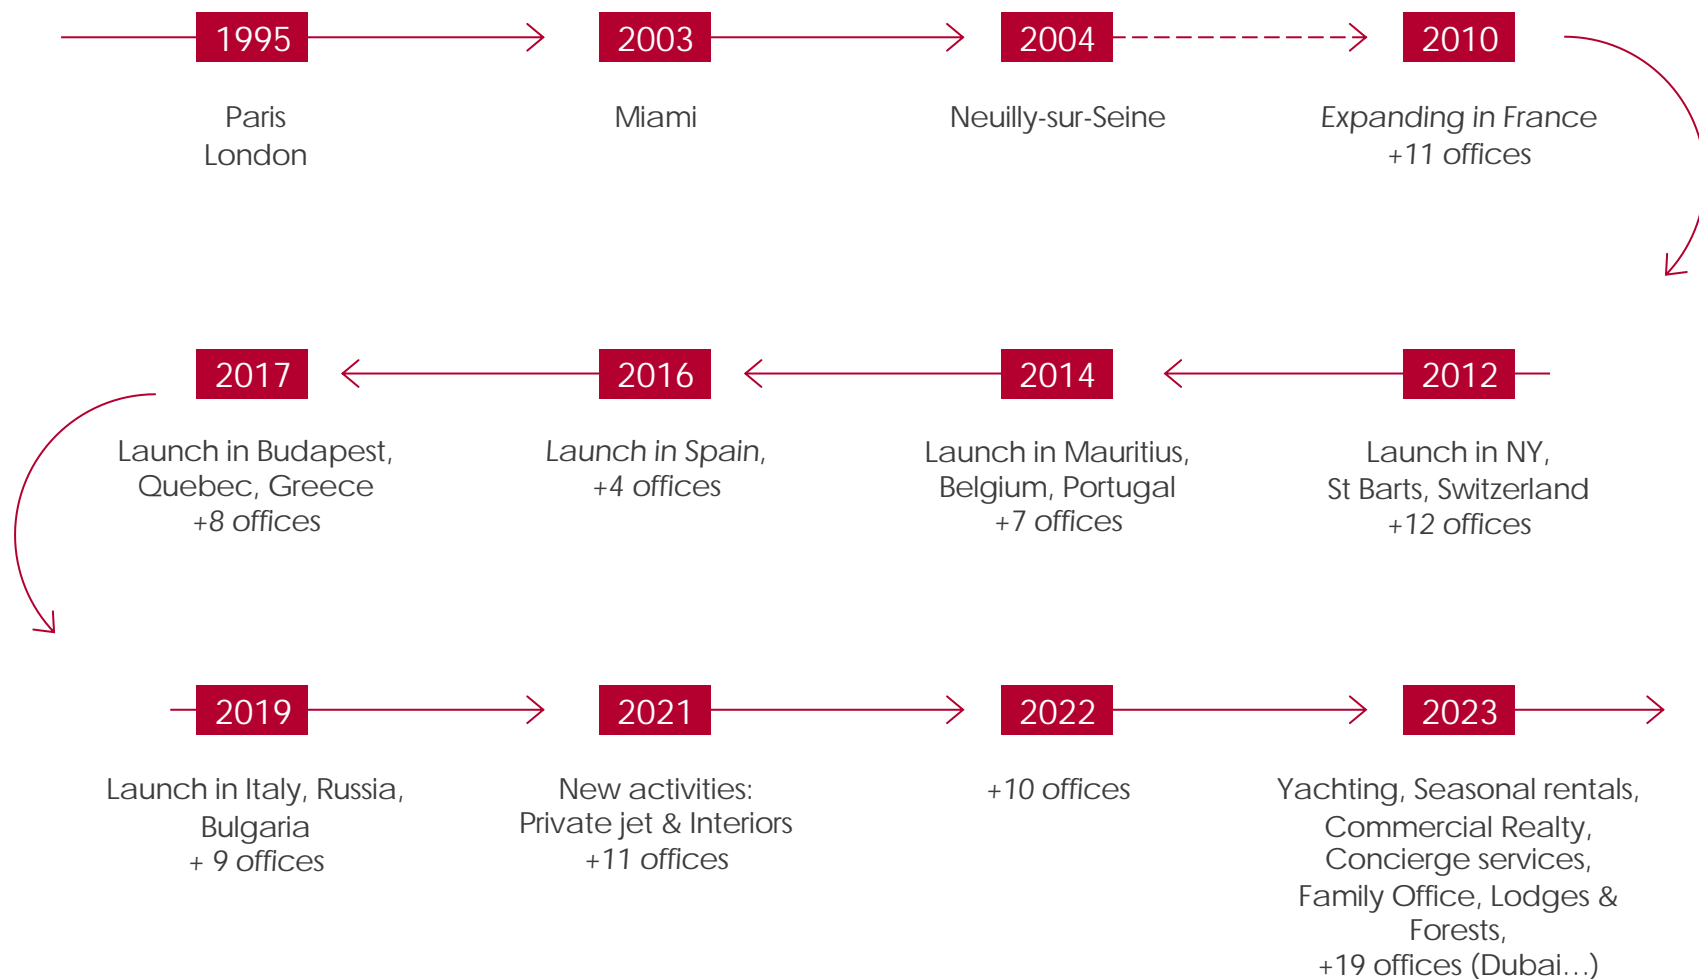 1995
Paris
London
2003
Miami
2004
Neuilly-sur-Seine
2010
Expanding in France
+11 offices
2012
Launch in NY,
St Barts, Switzerland
+12 offices
2014
Launch in Mauritius,
Belgium, Portugal
+7 offices
2016
Launch in Spain,
+4 offices
2017
Launch in Budapest,
Quebec, Greece
+8 offices
2019
Launch in Italy, Russia,
Bulgaria
+ 9 offices
2021
New activities:
Private jet & Interiors
+11 offices
2022
+10 offices
2023
Yachting, Seasonal rentals,
Commercial Realty,
Concierge services,
Family Office, Lodges &
Forests,
+19 offices (Dubai…)